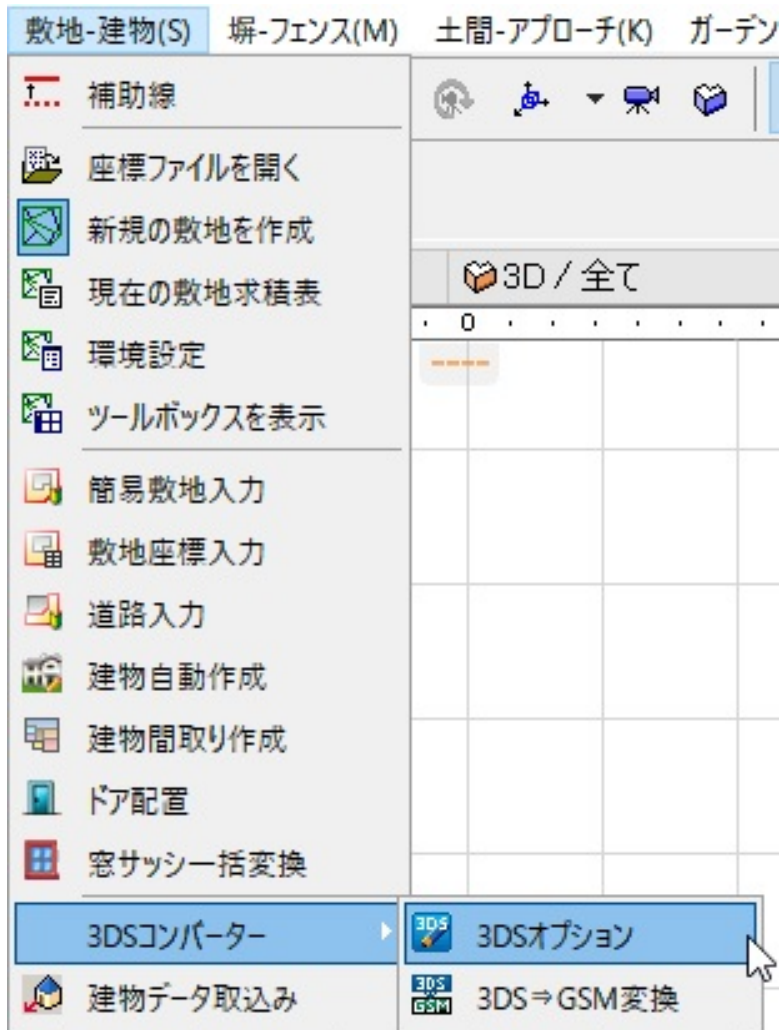 敷地-建物(S) 塀-フェンス(M) 土間-アプローチ(K) ガーデン
補助線
座標ファイルを開く
新規の敷地を作成
現在の敷地求積表
3D / 全て
環境設定
0
ツールボックスを表示
簡易敷地入力
敷地座標入力
道路入力
建物自動作成
建物間取り作成
ドア配置
窓サッシ一括変換
3DSコンバーター
3DS 3DSオプション
建物データ取込み
3DS GSM 3DS⇒GSM変換